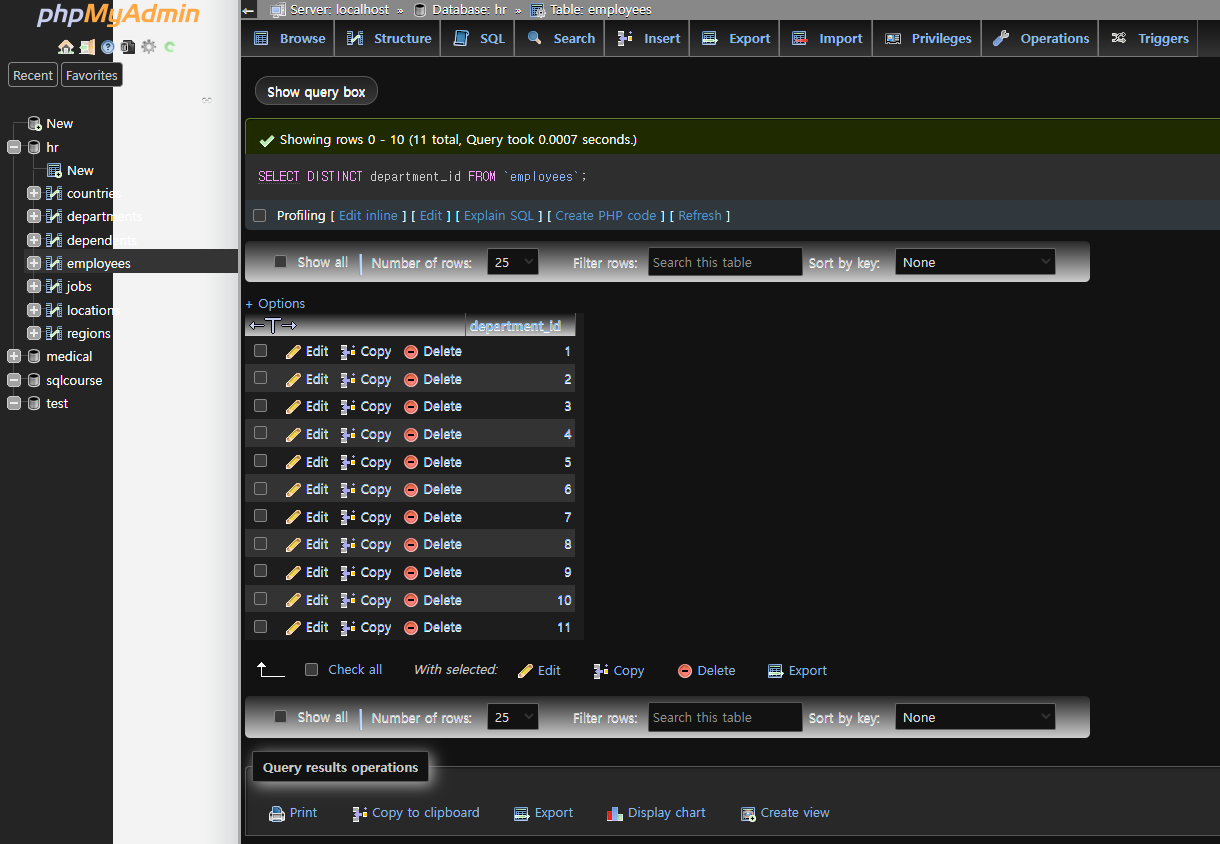 phpMyAdmin
Recent Favorites
New
hr
New
countries
departments
dependents
employees
jobs
locations
regions
medical
sqlcourse
test
Server: localhost » Database: hr » Table: employees
Browse Structure SQL Search Insert Export Import Privileges Operations Triggers
Show query box
Showing rows 0 - 10 (11 total, Query took 0.0007 seconds.)
SELECT DISTINCT department_id FROM `employees`;
Profiling [ Edit inline ] [ Edit ] [ Explain SQL ] [ Create PHP code ] [ Refresh ]
Show all Number of rows: 25 Filter rows: Search this table Sort by key: None
+ Options
←T→ department_id
Edit Copy Delete 1
Edit Copy Delete 2
Edit Copy Delete 3
Edit Copy Delete 4
Edit Copy Delete 5
Edit Copy Delete 6
Edit Copy Delete 7
Edit Copy Delete 8
Edit Copy Delete 9
Edit Copy Delete 10
Edit Copy Delete 11
Check all With selected: Edit Copy Delete Export
Show all Number of rows: 25 Filter rows: Search this table Sort by key: None
Query results operations
Print Copy to clipboard Export Display chart Create view